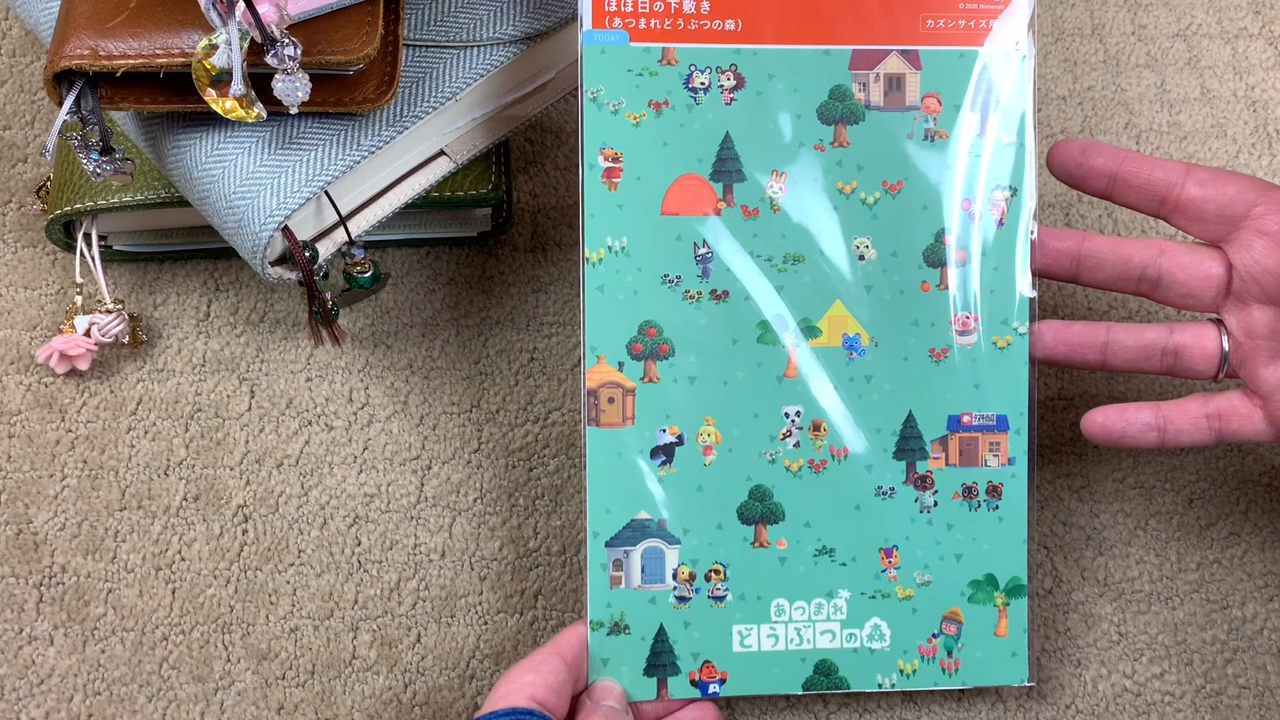 ほぼ日の下敷き
（あつまれどうぶつの森）
© 2020 Nintendo
カズンサイズ用
TODAY
あつまれ
どうぶつの森